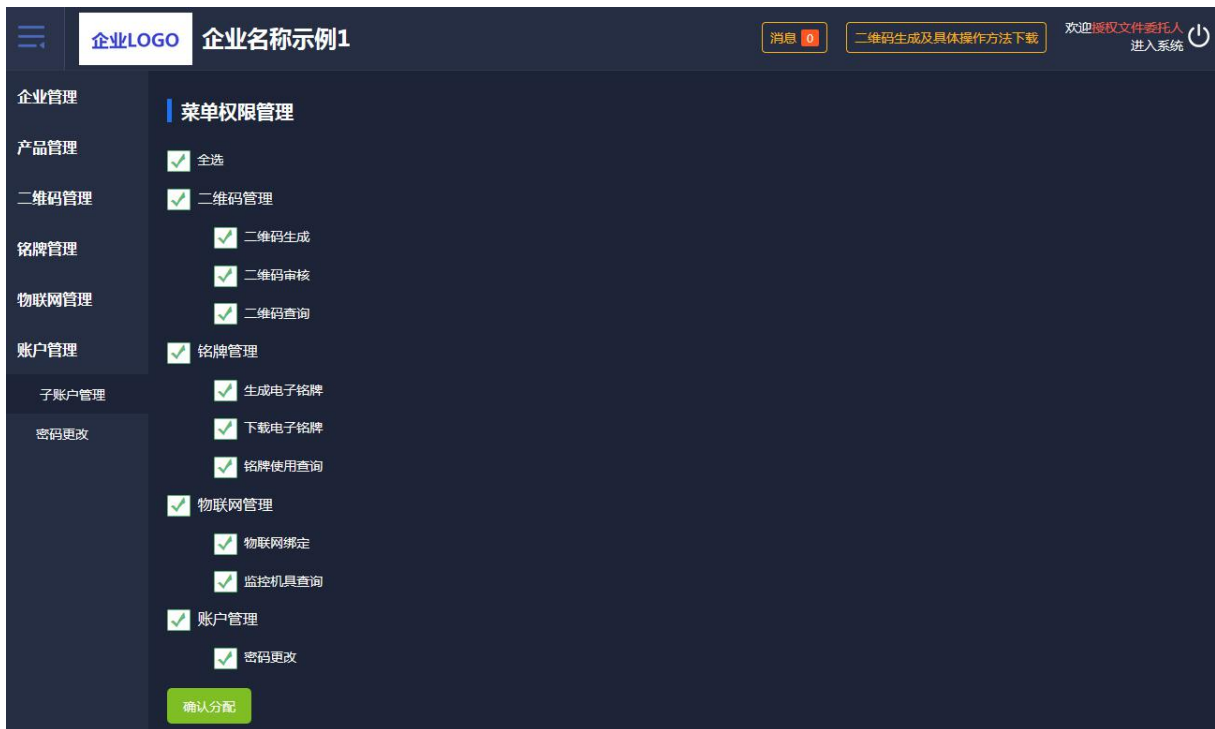 企业LOGO 企业名称示例1 消息 0 二维码生成及具体操作方法下载 欢迎授权文件委托人
进入系统
企业管理
产品管理
二维码管理
铭牌管理
物联网管理
账户管理
子账户管理
密码更改
菜单权限管理
全选
二维码管理
二维码生成
二维码审核
二维码查询
铭牌管理
生成电子铭牌
下载电子铭牌
铭牌使用查询
物联网管理
物联网绑定
监控机具查询
账户管理
密码更改
确认分配